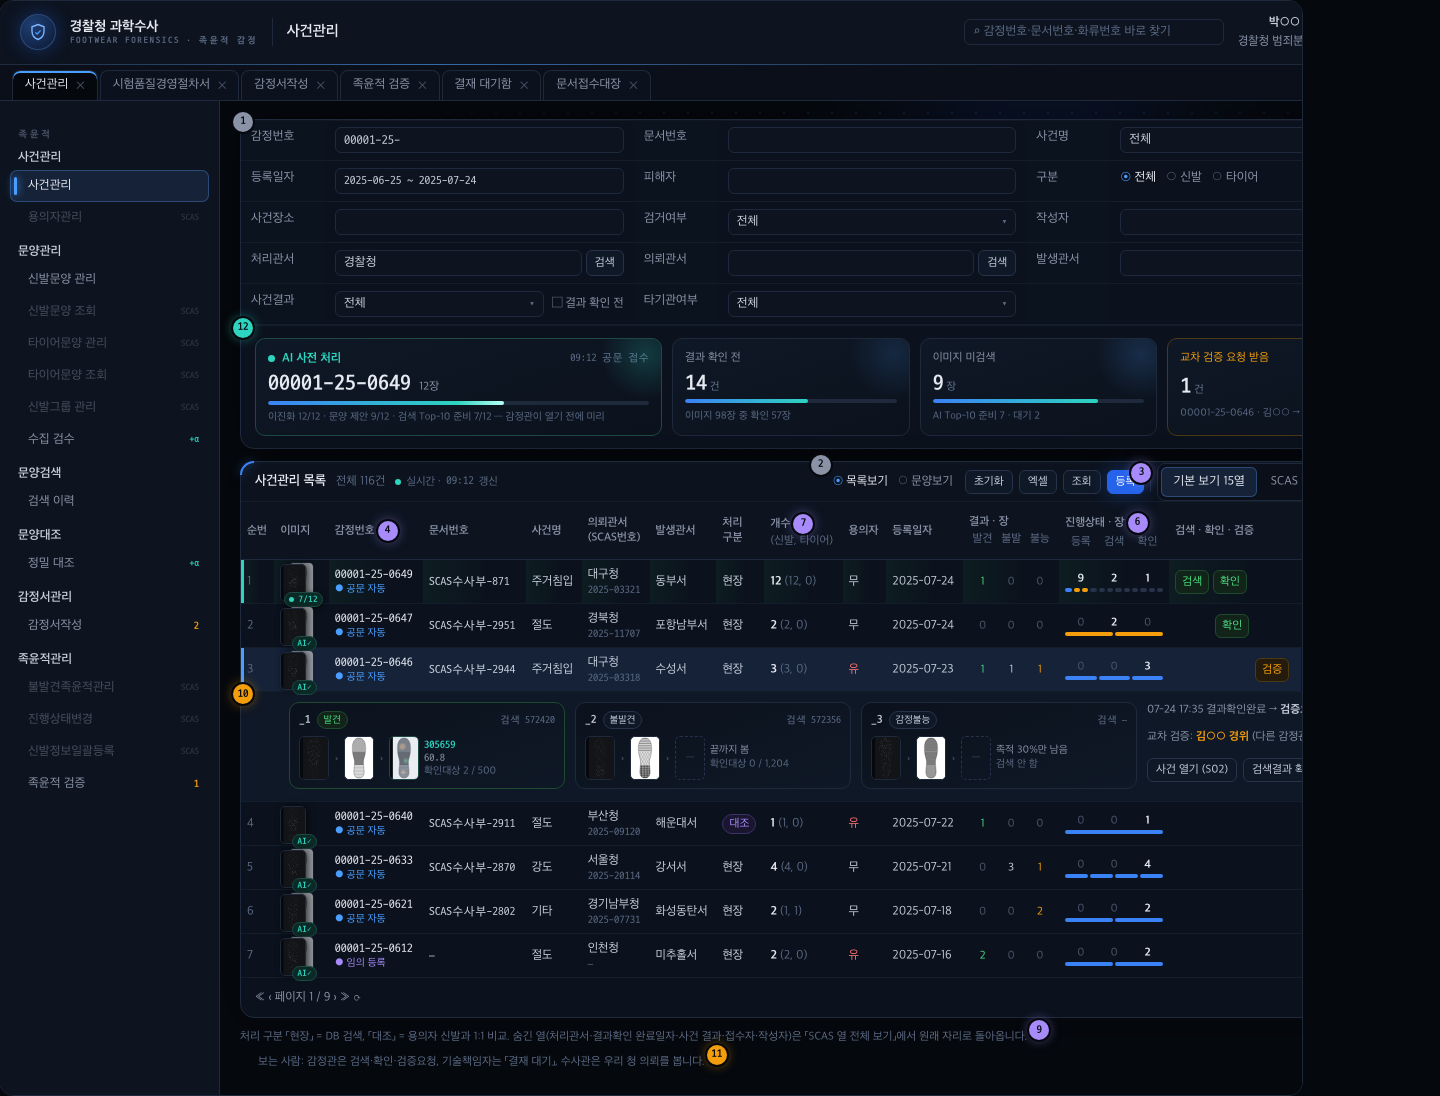 경찰청 과학수사
FOOTWEAR FORENSICS · 족윤적 감정
사건관리
감정번호·문서번호·화류번호 바로 찾기
박○○
경찰청 범죄분
사건관리 ×
시험품질경영절차서 ×
감정서작성 ×
족윤적 검증 ×
결재 대기함 ×
문서접수대장 ×
족윤적
사건관리
사건관리
용의자관리 SCAS
문양관리
신발문양 관리
신발문양 조회 SCAS
타이어문양 관리 SCAS
타이어문양 조회 SCAS
신발그룹 관리 SCAS
수집 검수 +α
문양검색
검색 이력
문양대조
정밀 대조 +α
감정서관리
감정서작성 2
족윤적관리
불발견족윤적관리 SCAS
진행상태변경 SCAS
신발정보일괄등록 SCAS
족윤적 검증 1
1
감정번호 00001-25- 문서번호 사건명 전체
등록일자 2025-06-25 ~ 2025-07-24 피해자 구분 전체 신발 타이어
사건장소 검거여부 전체 작성자
처리관서 경찰청 검색 의뢰관서 검색 발생관서
사건결과 전체 결과 확인 전 타기관여부 전체
12
AI 사전 처리 09:12 공문 접수
00001-25-0649 12장
이진화 12/12 · 문양 제안 9/12 · 검색 Top-10 준비 7/12 — 감정관이 열기 전에 미리
결과 확인 전
14 건
이미지 98장 중 확인 57장
이미지 미검색
9 장
AI Top-10 준비 7 · 대기 2
교차 검증 요청 받음
1 건
00001-25-0646 · 김○○ →
사건관리 목록 전체 116건 실시간 · 09:12 갱신
2
목록보기 문양보기 초기화 엑셀 조회 등록
3
기본 보기 15열 SCAS
순번 이미지 감정번호 4 문서번호 사건명 의뢰관서 (SCAS번호) 발생관서 처리 구분 개수 7 (신발, 타이어) 용의자 등록일자 결과 · 장 발견 불발 불능 진행상태 · 장 6 등록 검색 확인 검색 · 확인 · 검증
1 7/12 00001-25-0649 공문 자동 SCAS수사부-871 주거침입 대구청 2025-03321 동부서 현장 12 (12, 0) 무 2025-07-24 1 0 0 9 2 1 검색 확인
2 AI✓ 00001-25-0647 공문 자동 SCAS수사부-2951 절도 경북청 2025-11707 포항남부서 현장 2 (2, 0) 무 2025-07-24 0 0 0 0 2 0 확인
3 AI✓ 00001-25-0646 공문 자동 SCAS수사부-2944 주거침입 대구청 2025-03318 수성서 현장 3 (3, 0) 유 2025-07-23 1 1 1 0 0 3 검증
10
_1 발견 검색 572420
305659
60.8
확인대상 2 / 500
_2 불발견 검색 572356
끝까지 봄
확인대상 0 / 1,204
_3 감정불능 검색 —
족적 30%만 남음
검색 안 함
07-24 17:35 결과확인완료 → 검증
교차 검증: 김○○ 경위 (다른 감정관
사건 열기 (S02) 검색결과 확
4 AI✓ 00001-25-0640 공문 자동 SCAS수사부-2911 절도 부산청 2025-09120 해운대서 대조 1 (1, 0) 유 2025-07-22 1 0 0 0 0 1
5 AI✓ 00001-25-0633 공문 자동 SCAS수사부-2870 강도 서울청 2025-20114 강서서 현장 4 (4, 0) 무 2025-07-21 0 3 1 0 0 4
6 AI✓ 00001-25-0621 공문 자동 SCAS수사부-2802 기타 경기남부청 2025-07731 화성동탄서 현장 2 (1, 1) 무 2025-07-18 0 0 2 0 0 2
7 AI✓ 00001-25-0612 임의 등록 — 절도 인천청 — 미추홀서 현장 2 (2, 0) 유 2025-07-16 2 0 0 0 0 2
≪ ‹ 페이지 1 / 9 › ≫ ⟳
처리 구분 「현장」 = DB 검색, 「대조」 = 용의자 신발과 1:1 비교. 숨긴 열(처리관서·결과확인 완료일자·사건 결과·접수자·작성자)은 「SCAS 열 전체 보기」에서 원래 자리로 돌아옵니다. 9
보는 사람: 감정관은 검색·확인·검증요청, 기술책임자는 「결재 대기」, 수사관은 우리 청 의뢰를 봅니다. 11